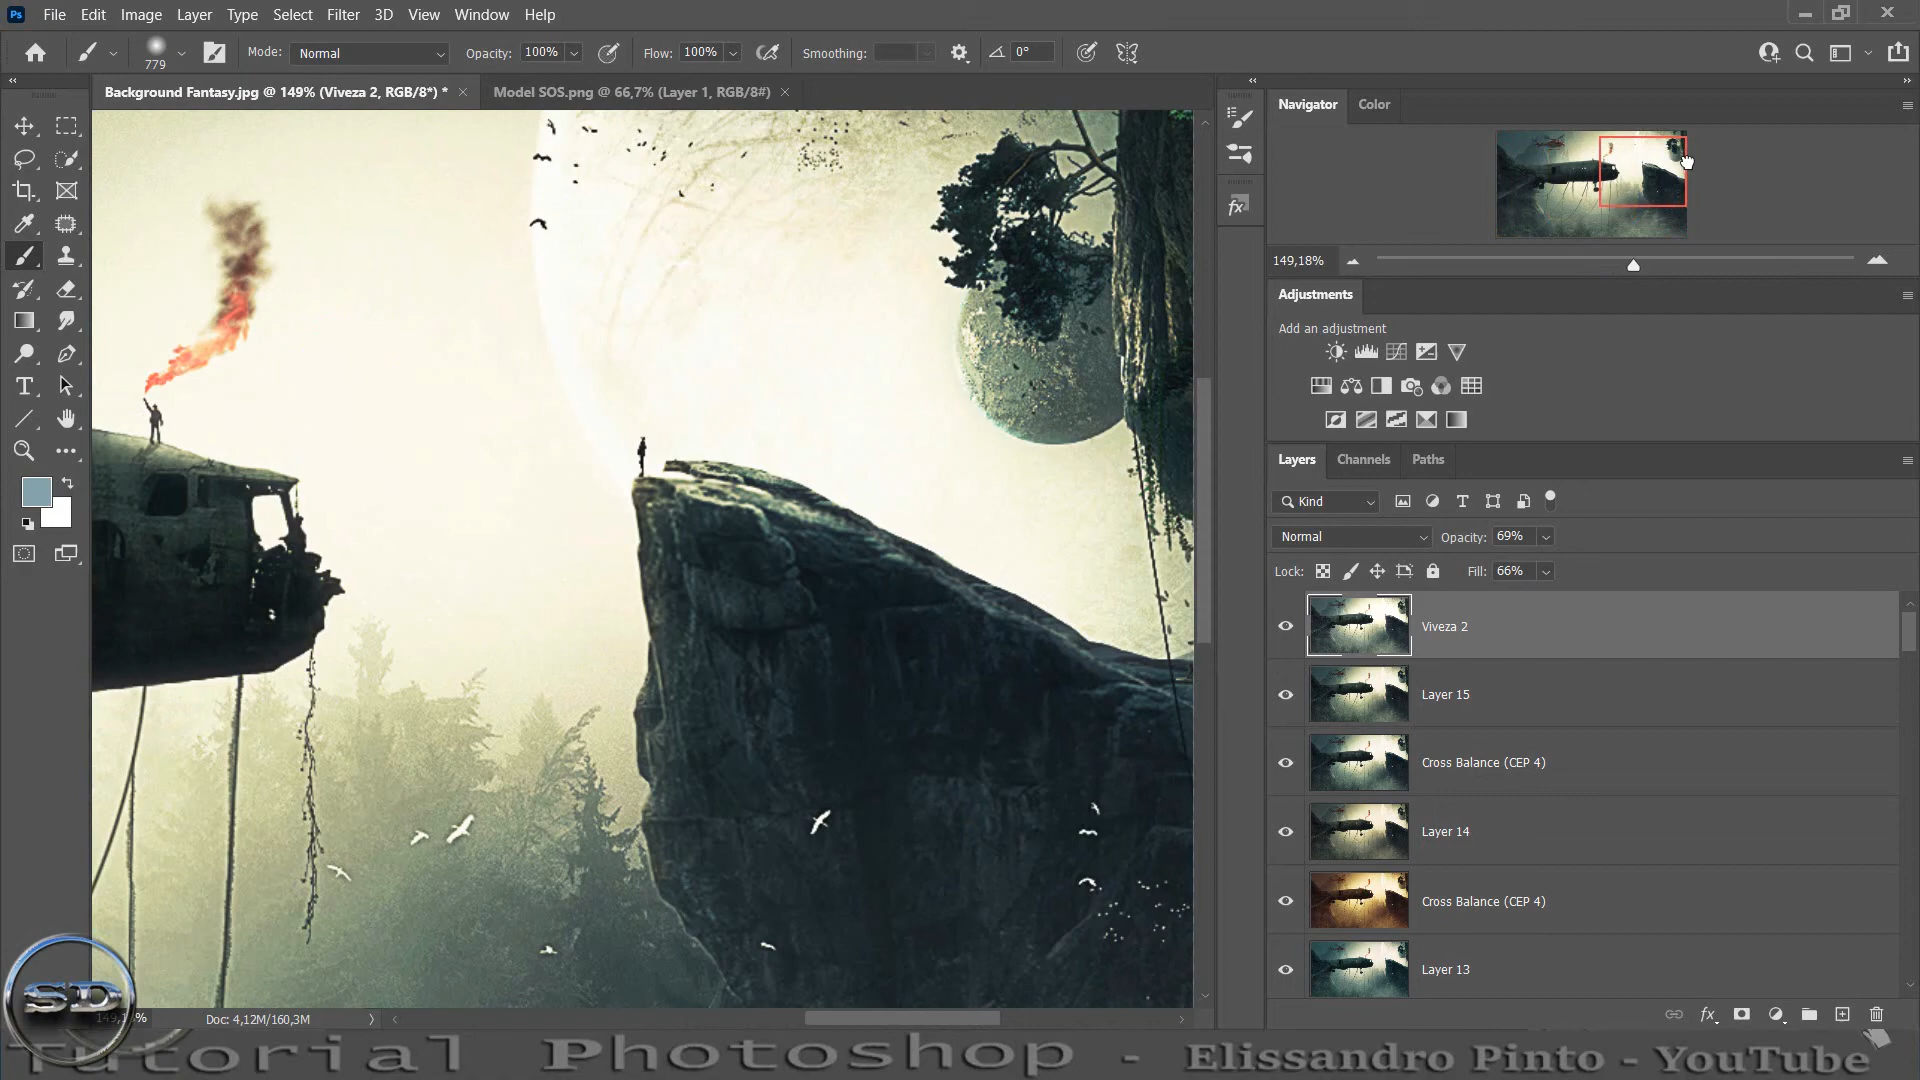 Ps File Edit Image Layer Type Select Filter 3D View Window Help
779 Mode: Normal Opacity: 100% Flow: 100% Smoothing: 0°
Background Fantasy.jpg @ 149% (Viveza 2, RGB/8*) * Model SOS.png @ 66,7% (Layer 1, RGB/8#)
Navigator Color
149,18%
Adjustments
Add an adjustment
Layers Channels Paths
Kind
Normal Opacity: 69%
Lock: Fill: 66%
Viveza 2
Layer 15
Cross Balance (CEP 4)
Layer 14
Cross Balance (CEP 4)
Layer 13
fx
fx
SD
Doc: 4,12M/160,3M
Tutorial Photoshop - Elissandro Pinto - YouTube